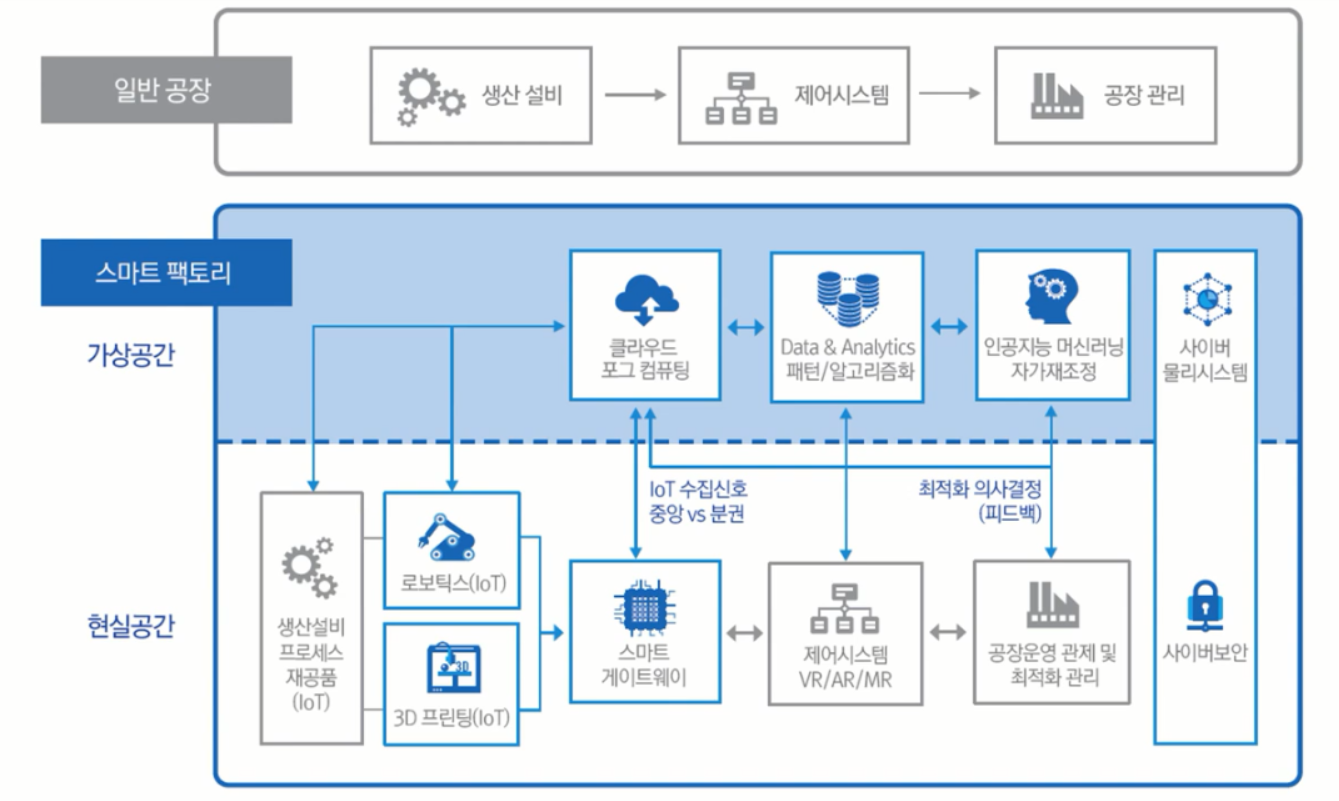 일반 공장
생산 설비
제어시스템
공장 관리
스마트 팩토리
가상공간
클라우드
포그 컴퓨팅
Data & Analytics
패턴/알고리즘화
인공지능 머신러닝
자가재조정
사이버
물리시스템
IoT 수집신호
중앙 vs 분권
최적화 의사결정
(피드백)
현실공간
생산설비
프로세스
재공품
(IoT)
로보틱스(IoT)
3D
3D 프린팅(IoT)
스마트
게이트웨이
제어시스템
VR/AR/MR
공장운영 관제 및
최적화 관리
사이버보안